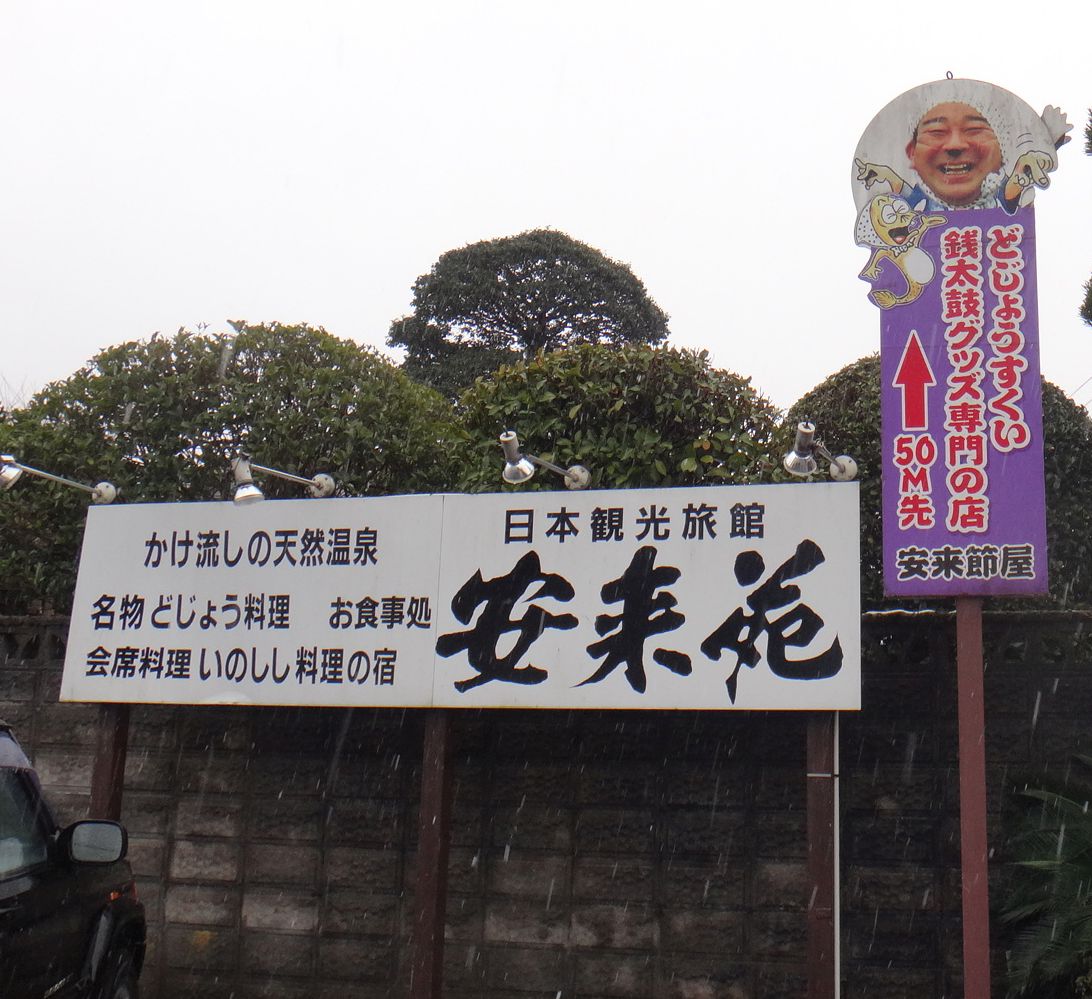 かけ流しの天然温泉
名物 どじょう料理 お食事処
会席料理 いのしし料理の宿
日本観光旅館
安来苑
どじょうすくい
銭太鼓グッズ専門の店
50M先
安来節屋